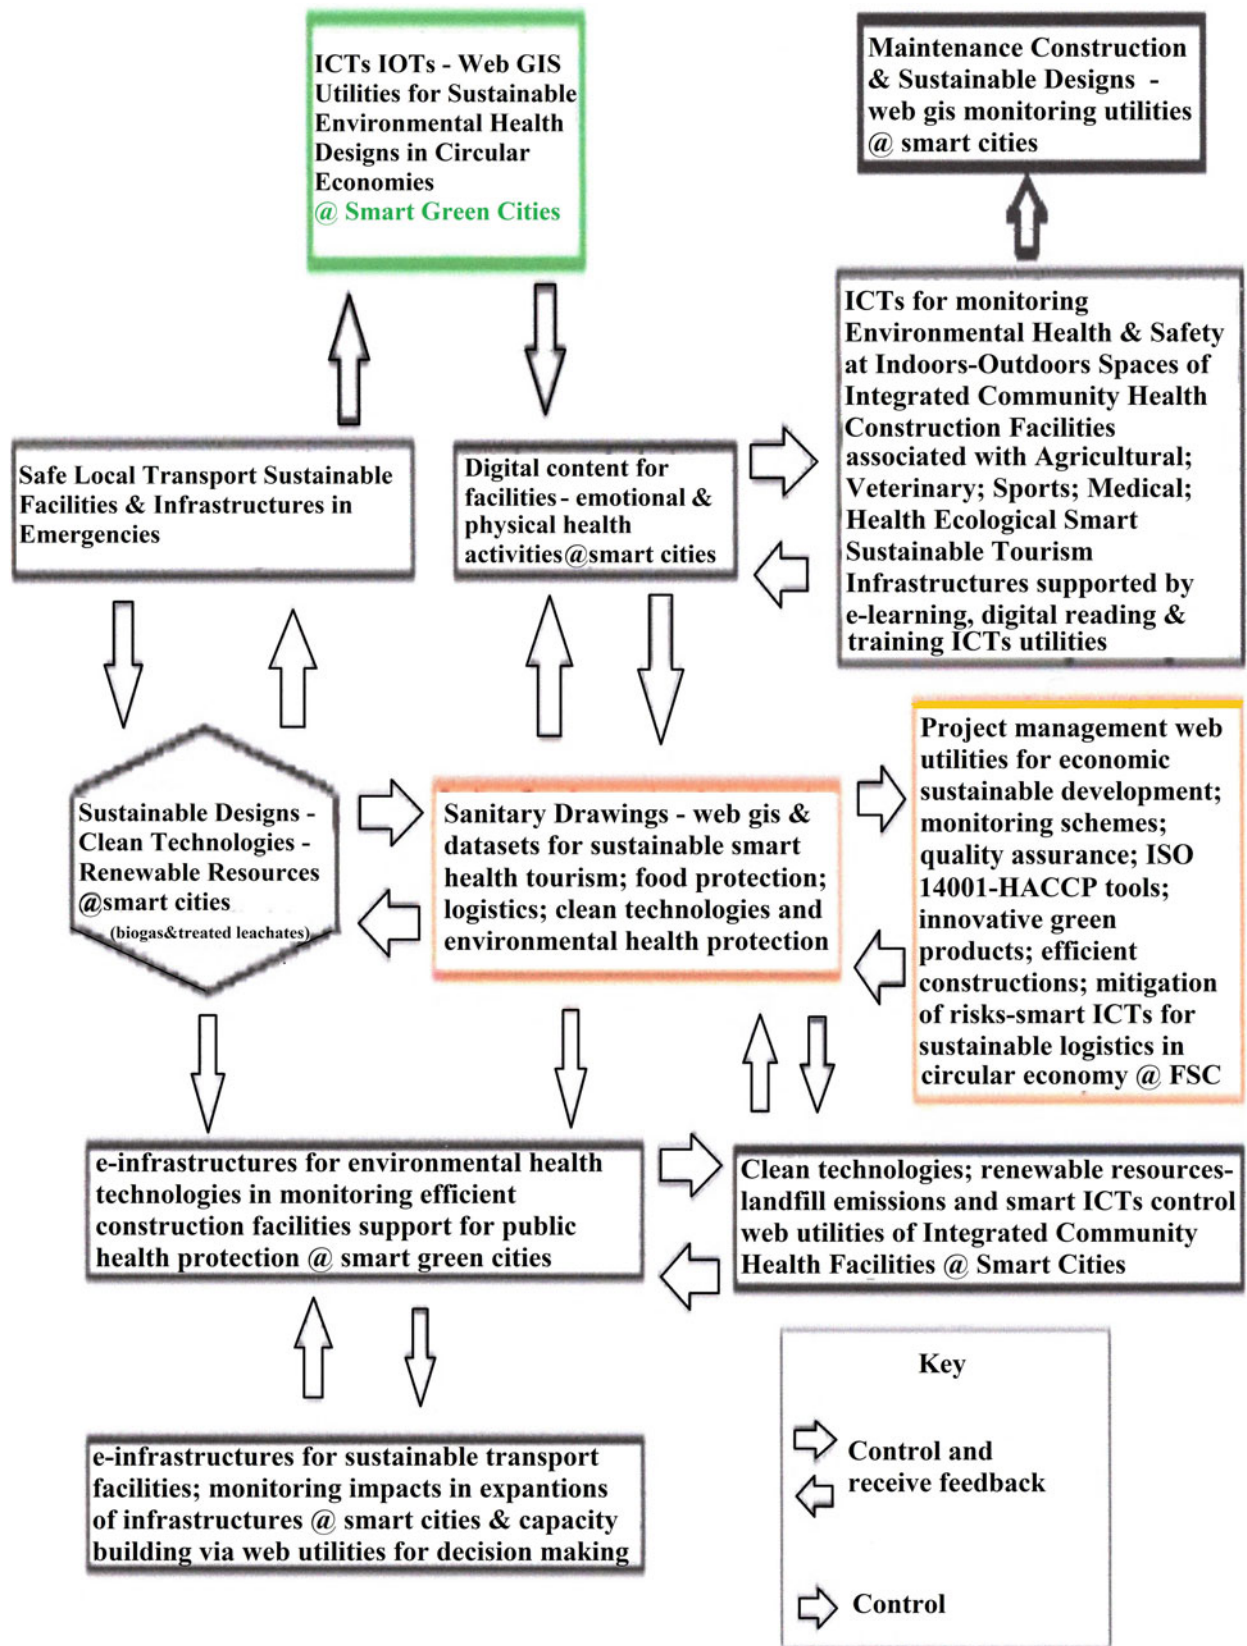 ICTs IOTs - Web GIS
Utilities for Sustainable
Environmental Health
Designs in Circular
Economies
@ Smart Green Cities
Maintenance Construction
& Sustainable Designs -
web gis monitoring utilities
@ smart cities
Safe Local Transport Sustainable
Facilities & Infrastructures in
Emergencies
Digital content for
facilities - emotional &
physical health
activities@smart cities
ICTs for monitoring
Environmental Health & Safety
at Indoors-Outdoors Spaces of
Integrated Community Health
Construction Facilities
associated with Agricultural;
Veterinary; Sports; Medical;
Health Ecological Smart
Sustainable Tourism
Infrastructures supported by
e-learning, digital reading &
training ICTs utilities
Sustainable Designs -
Clean Technologies -
Renewable Resources
@smart cities
(biogas&treated leachates)
Sanitary Drawings - web gis &
datasets for sustainable smart
health tourism; food protection;
logistics; clean technologies and
environmental health protection
Project management web
utilities for economic
sustainable development;
monitoring schemes;
quality assurance; ISO
14001-HACCP tools;
innovative green
products; efficient
constructions; mitigation
of risks-smart ICTs for
sustainable logistics in
circular economy @ FSC
e-infrastructures for environmental health
technologies in monitoring efficient
construction facilities support for public
health protection @ smart green cities
Clean technologies; renewable resources-
landfill emissions and smart ICTs control
web utilities of Integrated Community
Health Facilities @ Smart Cities
e-infrastructures for sustainable transport
facilities; monitoring impacts in expantions
of infrastructures @ smart cities & capacity
building via web utilities for decision making
Key
Control and
receive feedback
Control